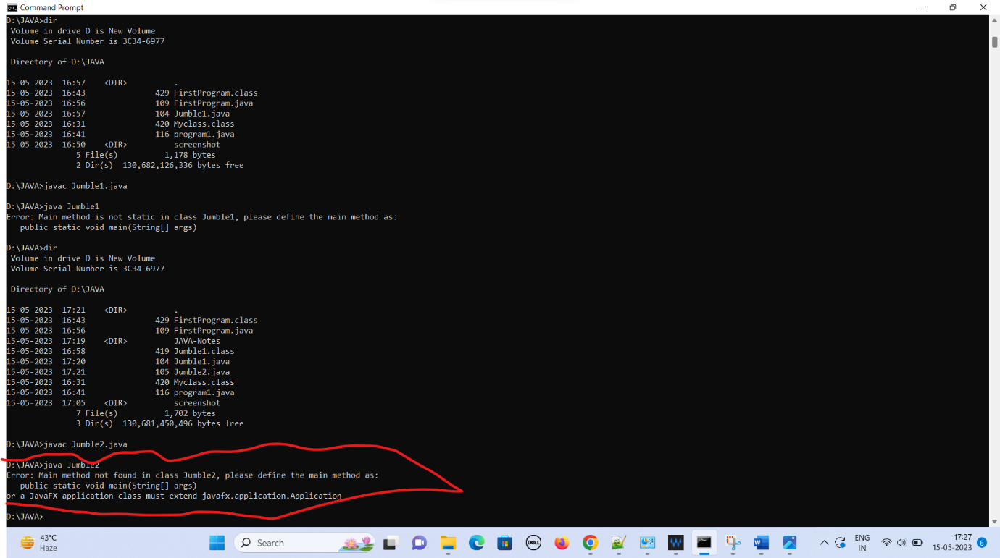 Command Prompt
D:\JAVA>dir
 Volume in drive D is New Volume
 Volume Serial Number is 3C34-6977
 Directory of D:\JAVA
15-05-2023  16:57    <DIR>          .
15-05-2023  16:43               429 FirstProgram.class
15-05-2023  16:56               109 FirstProgram.java
15-05-2023  16:57               104 Jumble1.java
15-05-2023  16:31               420 Myclass.class
15-05-2023  16:41               116 program1.java
15-05-2023  16:50    <DIR>          screenshot
               5 File(s)          1,178 bytes
               2 Dir(s)  130,682,126,336 bytes free
D:\JAVA>javac Jumble1.java
D:\JAVA>java Jumble1
Error: Main method is not static in class Jumble1, please define the main method as:
   public static void main(String[] args)
D:\JAVA>dir
 Volume in drive D is New Volume
 Volume Serial Number is 3C34-6977
 Directory of D:\JAVA
15-05-2023  17:21    <DIR>          .
15-05-2023  16:43               429 FirstProgram.class
15-05-2023  16:56               109 FirstProgram.java
15-05-2023  17:19    <DIR>          JAVA-Notes
15-05-2023  16:58               419 Jumble1.class
15-05-2023  17:20               104 Jumble1.java
15-05-2023  17:21               105 Jumble2.java
15-05-2023  16:31               420 Myclass.class
15-05-2023  16:41               116 program1.java
15-05-2023  17:05    <DIR>          screenshot
               7 File(s)          1,702 bytes
               3 Dir(s)  130,681,450,496 bytes free
D:\JAVA>javac Jumble2.java
D:\JAVA>java Jumble2
Error: Main method not found in class Jumble2, please define the main method as:
   public static void main(String[] args)
or a JavaFX application class must extend javafx.application.Application
D:\JAVA>
43°C
Haze
Search
DELL
W
ENG
IN
17:27
15-05-2023
6